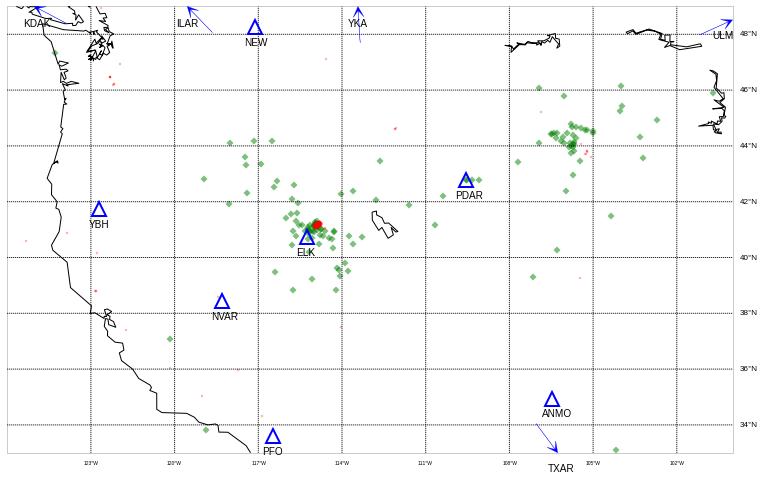 KDAK ILAR YKA
NEW ULM
48°N
46°N
44°N
PDAR
42°N
YBH
ELK
40°N
NVAR
38°N
36°N
ANMO
34°N
PFO
TXAR
123°W 120°W 117°W 114°W 111°W 108°W 105°W 102°W